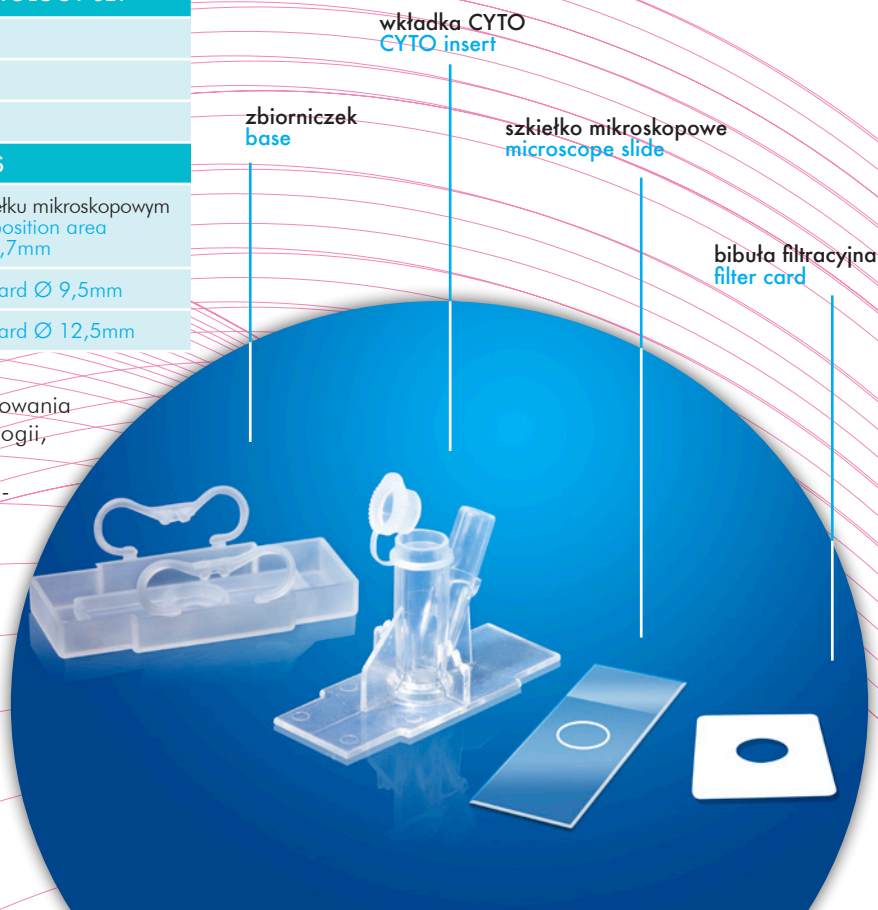 wkładka CYTO
CYTO insert
zbiorniczek
base
szkiełko mikroskopowe
microscope slide
bibuła filtracyjna
filter card
S
ełku mikroskopowym
position area
,7mm
ard Ø 9,5mm
ard Ø 12,5mm
owania
ogii,
-